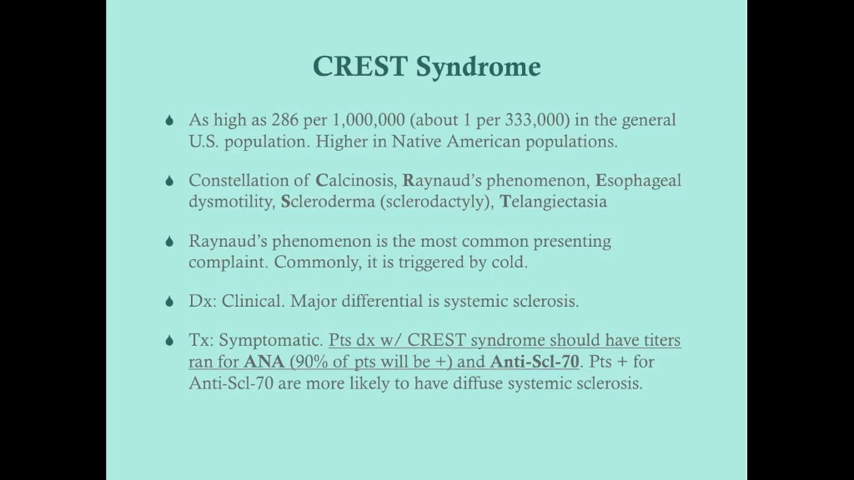 CREST Syndrome
As high as 286 per 1,000,000 (about 1 per 333,000) in the general
U.S. population. Higher in Native American populations.
Constellation of Calcinosis, Raynaud's phenomenon, Esophageal
dysmotility, Scleroderma (sclerodactyly), Telangiectasia
Raynaud's phenomenon is the most common presenting
complaint. Commonly, it is triggered by cold.
Dx: Clinical. Major differential is systemic sclerosis.
Tx: Symptomatic. Pts dx w/ CREST syndrome should have titers
ran for ANA (90% of pts will be +) and Anti-Scl-70. Pts + for
Anti-Scl-70 are more likely to have diffuse systemic sclerosis.